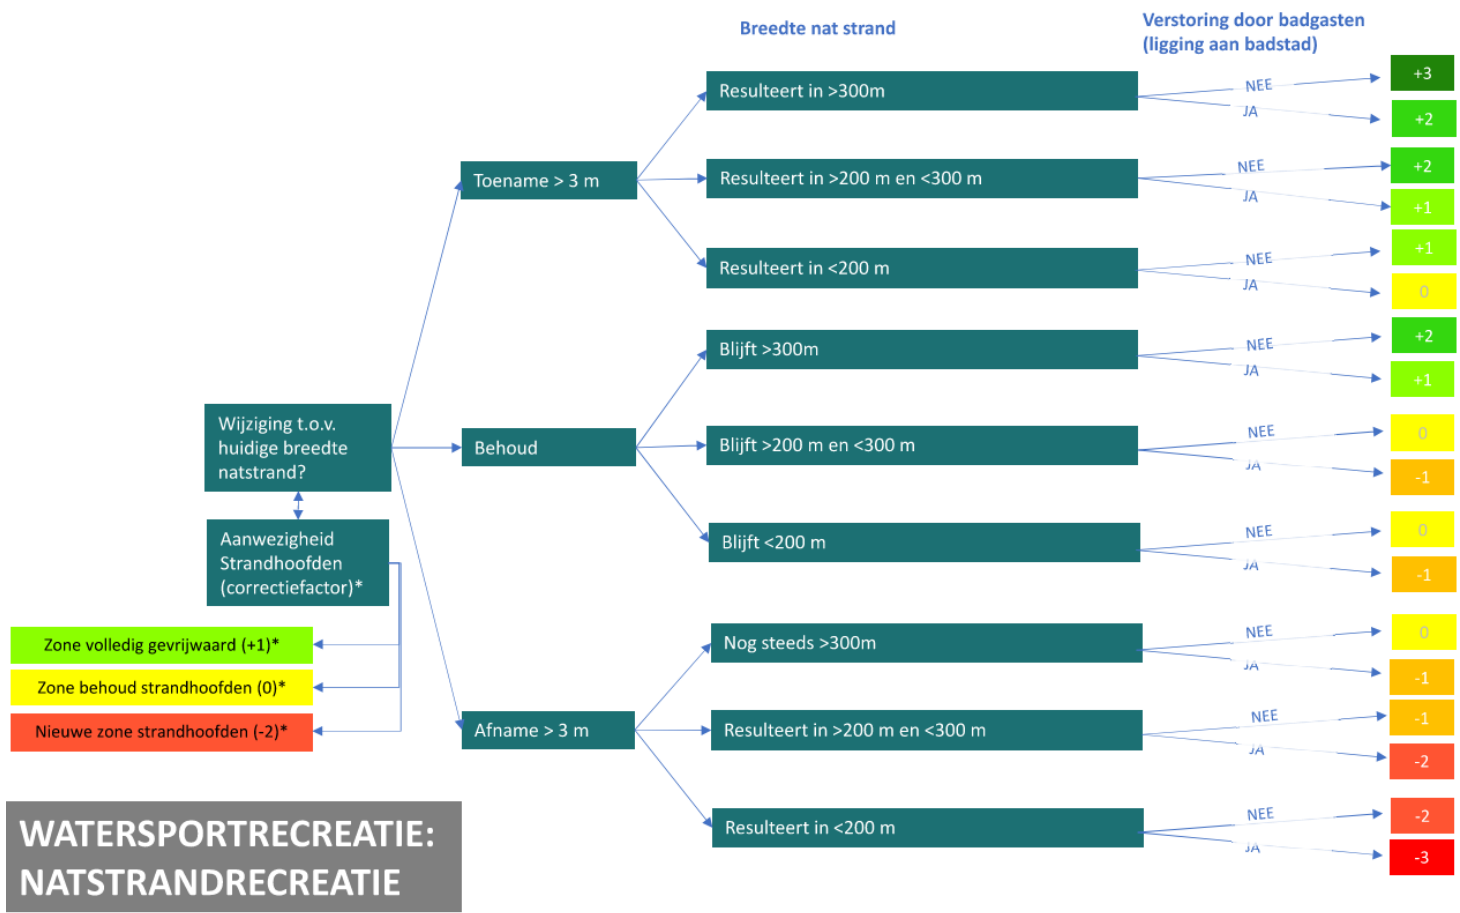 Breedte nat strand
Verstoring door badgasten
(ligging aan badstad)
Wijziging t.o.v.
huidige breedte
natstrand?
Aanwezigheid
Strandhoofden
(correctiefactor)*
Zone volledig gevrijwaard (+1)*
Zone behoud strandhoofden (0)*
Nieuwe zone strandhoofden (-2)*
Toename > 3 m
Resulteert in >300m
NEE
+3
JA
+2
Resulteert in >200 m en <300 m
NEE
+2
JA
+1
Resulteert in <200 m
NEE
+1
JA
0
Behoud
Blijft >300m
NEE
+2
JA
+1
Blijft >200 m en <300 m
NEE
0
JA
-1
Blijft <200 m
NEE
0
JA
-1
Afname > 3 m
Nog steeds >300m
NEE
0
JA
-1
Resulteert in >200 m en <300 m
NEE
-1
JA
-2
Resulteert in <200 m
NEE
-2
JA
-3
WATERSPORTRECREATIE:
NATSTRANDRECREATIE